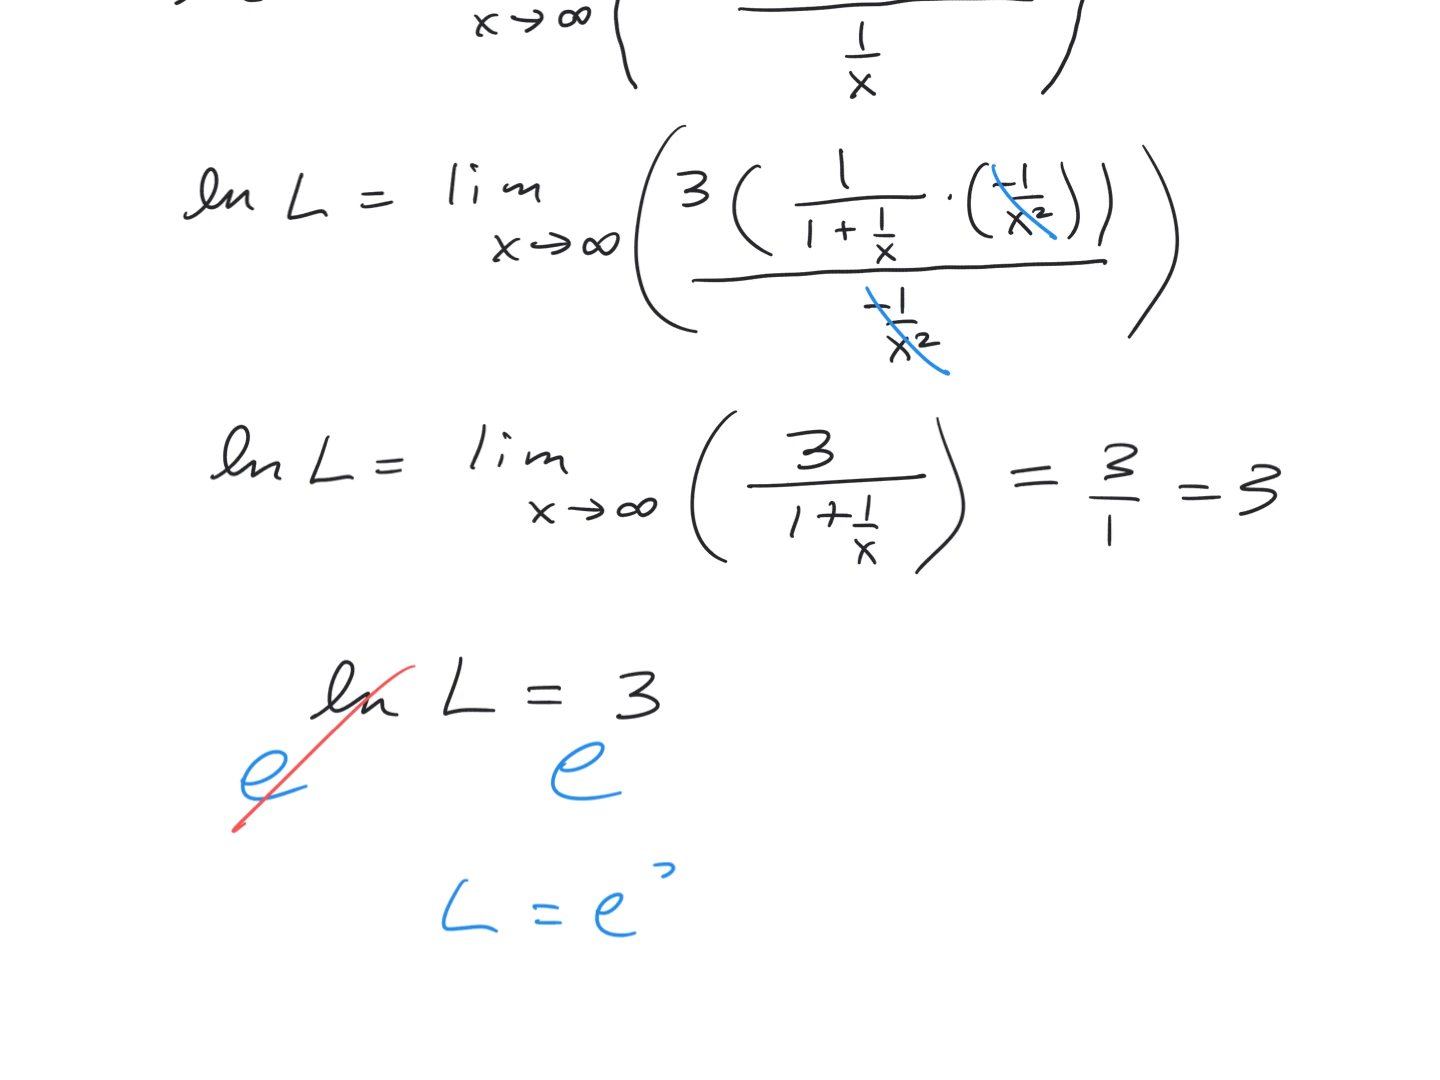 lim x→∞ ( / (1/x) )
ln L = lim x→∞ ( 3 ( 1/(1 + 1/x) · (-1/x²) ) / (-1/x²) )
ln L = lim x→∞ ( 3/(1 + 1/x) ) = 3/1 = 3
ln L = 3
e e
L = e